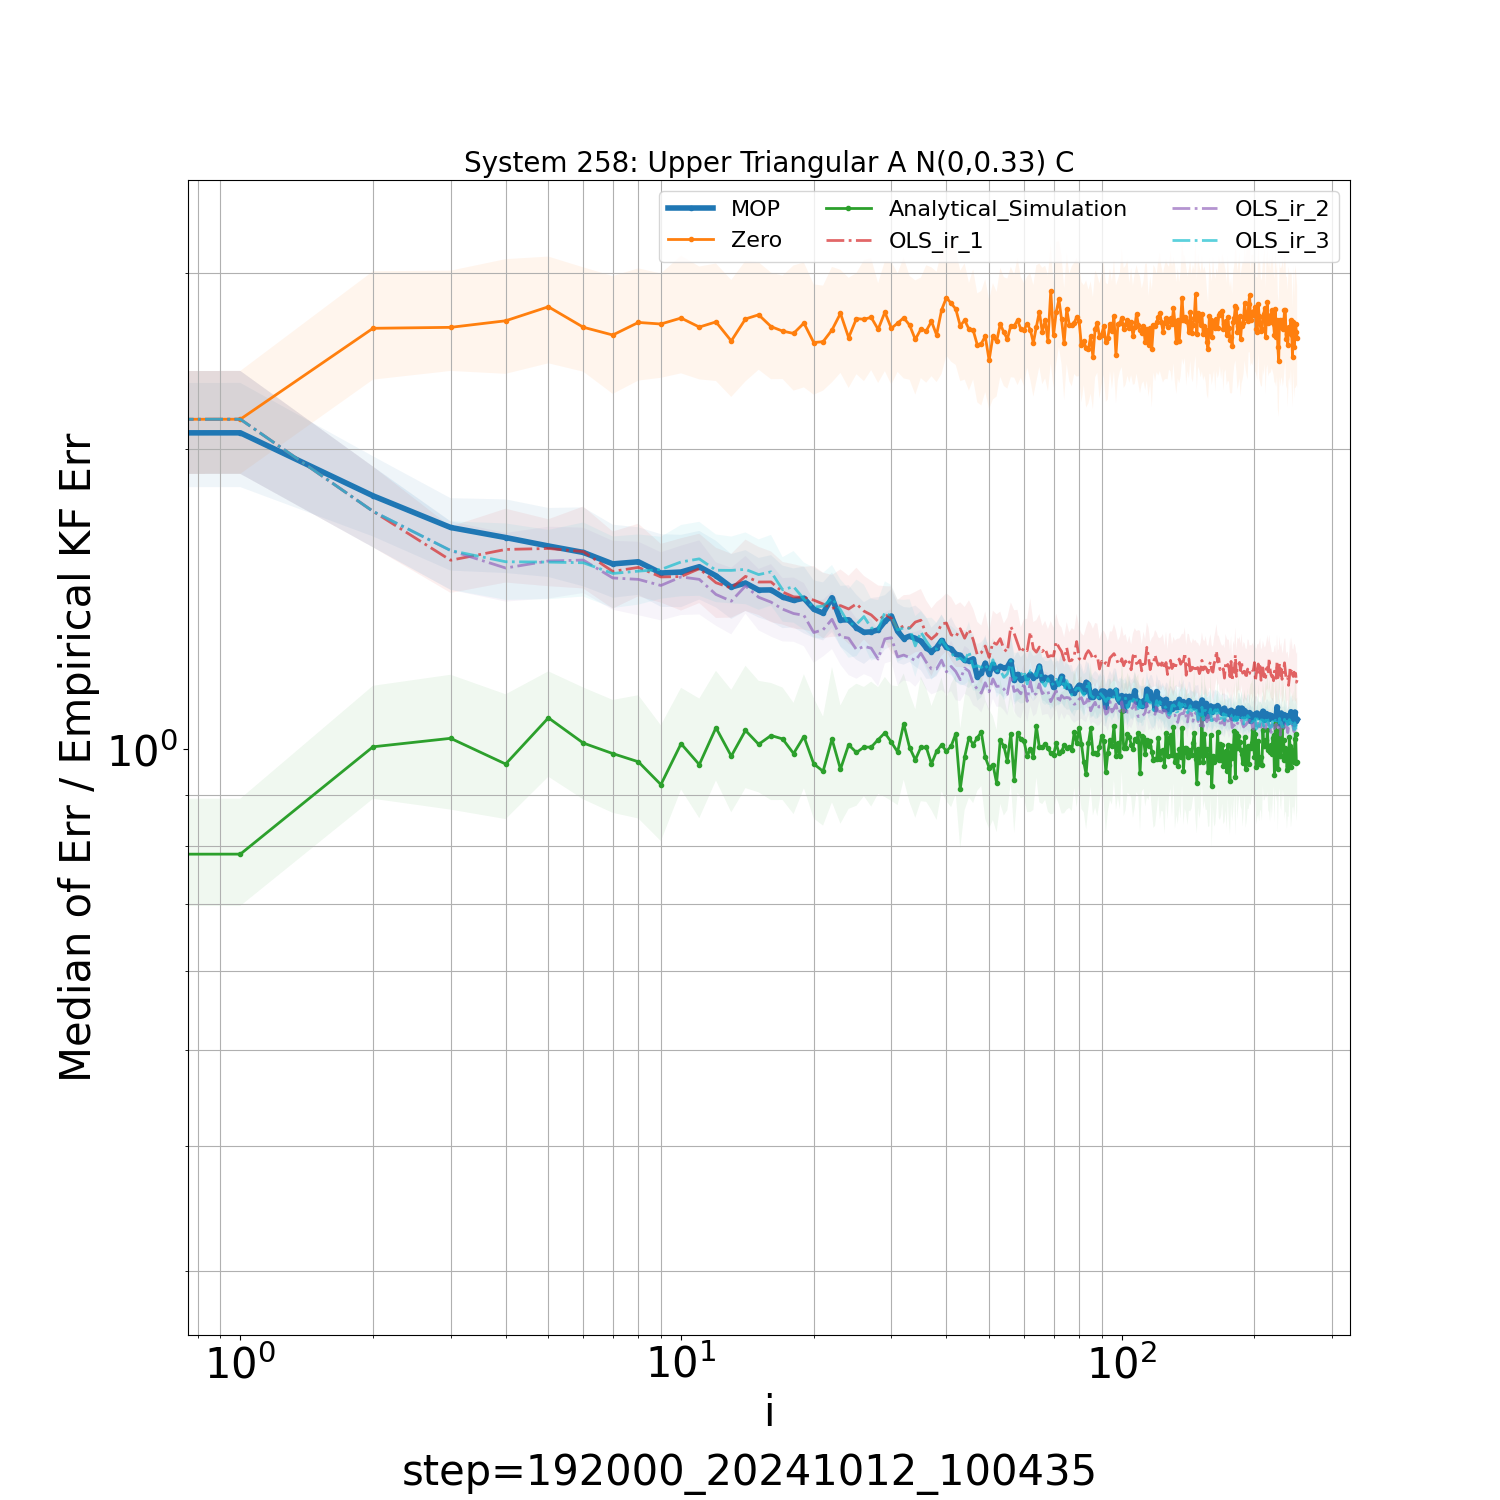 System 258: Upper Triangular A N(0,0.33) C
MOP
Zero
Analytical_Simulation
OLS_ir_1
OLS_ir_2
OLS_ir_3
Median of Err / Empirical KF Err
10⁰
10⁰ 10¹ 10²
i
step=192000_20241012_100435